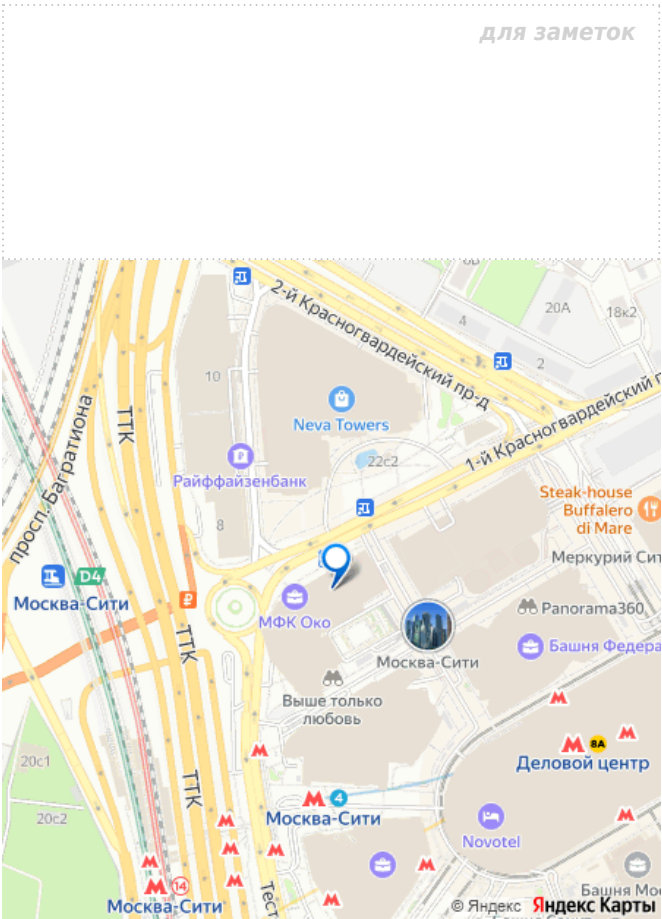 для заметок
6В
2-й Красногвардейский пр-д
20А
18к2
4
2
10
ТТК
просп. Багратиона
Neva Towers
1-й Красногвардейский п
22с2
Райффайзенбанк
Steak-house
Buffalero
di Mare
8
Меркурий Сит
D4
Москва-Сити
₽
МФК Око
Panorama360
ТТК
Башня Федера
Москва-Сити
Выше только
любовь
8А
Деловой центр
20с1
ТТК
4
Москва-Сити
20с2
Novotel
14
Москва-Сити
Тест
Башня Мос
© Яндекс Яндекс Карты